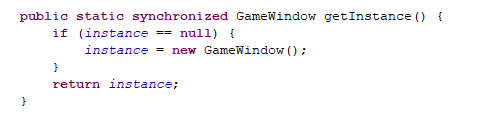 public static synchronized GameWindow getInstance() {
    if (instance == null) {
        instance = new GameWindow();
    }
    return instance;
}